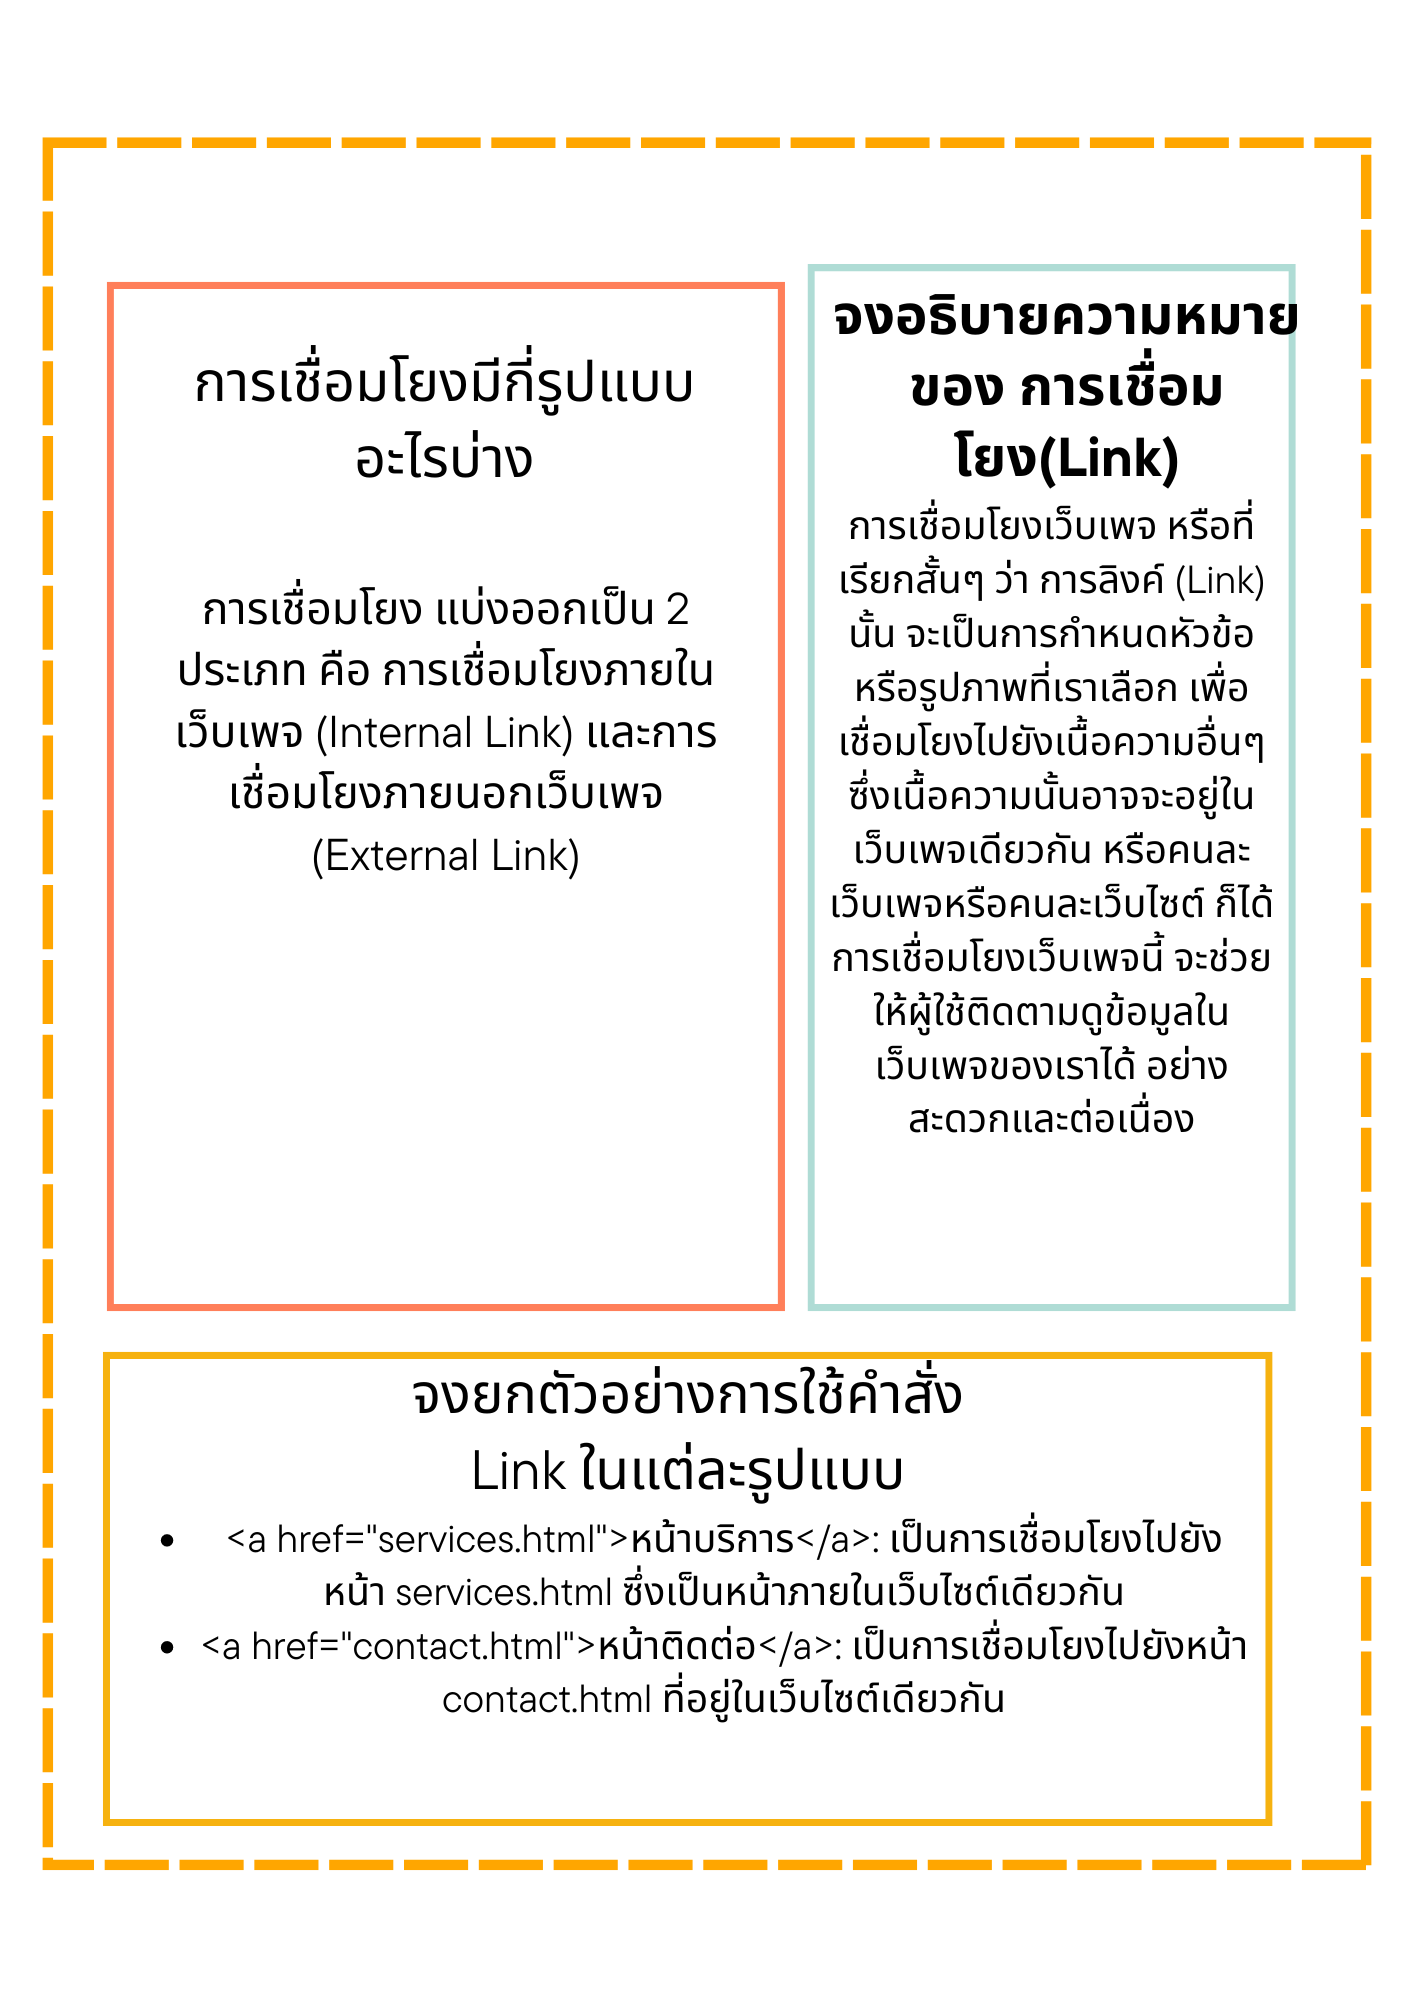 การเชื่อมโยงมีกี่รูปแบบ
อะไรบ่าง
การเชื่อมโยง แบ่งออกเป็น 2
ประเภท คือ การเชื่อมโยงภายใน
เว็บเพจ (Internal Link) และการ
เชื่อมโยงภายนอกเว็บเพจ
(External Link)
จงอธิบายความหมาย
ของ การเชื่อม
โยง(Link)
การเชื่อมโยงเว็บเพจ หรือที่
เรียกสั้นๆ ว่า การลิงค์ (Link)
นั้น จะเป็นการกำหนดหัวข้อ
หรือรูปภาพที่เราเลือก เพื่อ
เชื่อมโยงไปยังเนื้อความอื่นๆ
ซึ่งเนื้อความนั้นอาจจะอยู่ใน
เว็บเพจเดียวกัน หรือคนละ
เว็บเพจหรือคนละเว็บไซต์ ก็ได้
การเชื่อมโยงเว็บเพจนี้ จะช่วย
ให้ผู้ใช้ติดตามดูข้อมูลใน
เว็บเพจของเราได้ อย่าง
สะดวกและต่อเนื่อง
จงยกตัวอย่างการใช้คำสั่ง
Link ในแต่ละรูปแบบ
• <a href="services.html">หน้าบริการ</a>: เป็นการเชื่อมโยงไปยัง
หน้า services.html ซึ่งเป็นหน้าภายในเว็บไซต์เดียวกัน
• <a href="contact.html">หน้าติดต่อ</a>: เป็นการเชื่อมโยงไปยังหน้า
contact.html ที่อยู่ในเว็บไซต์เดียวกัน